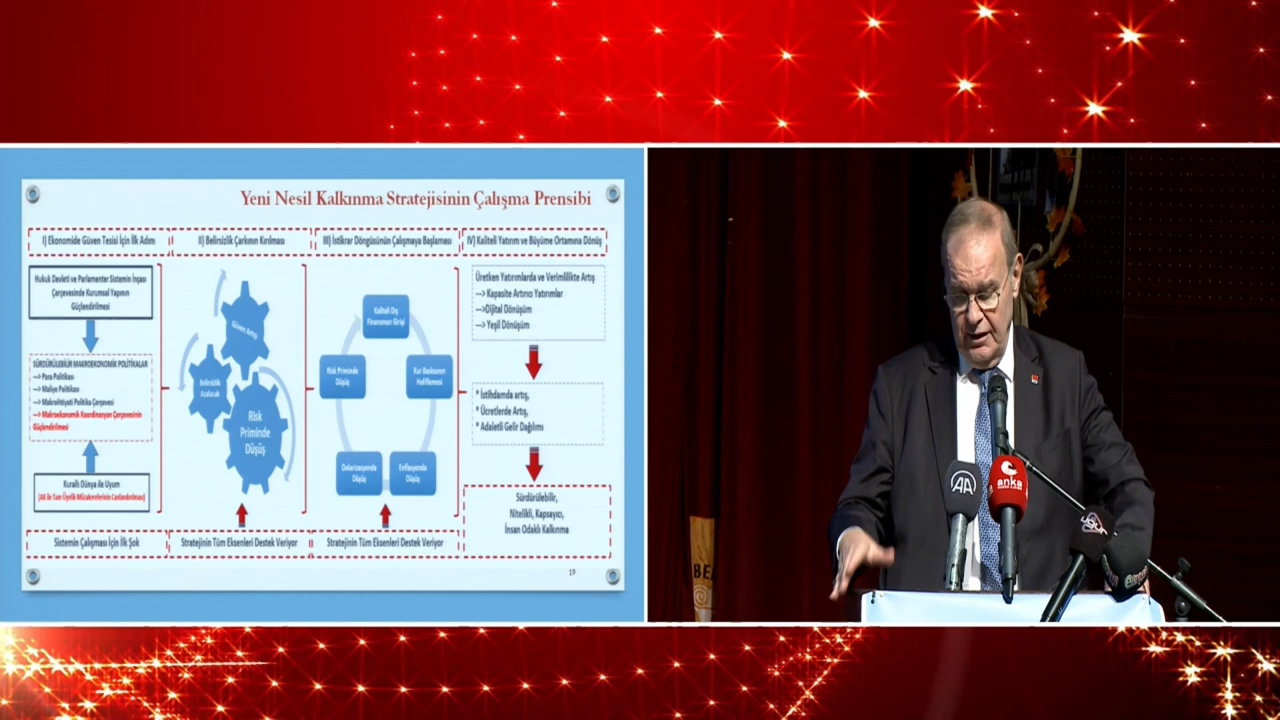 Yeni Nesil Kalkınma Stratejisinin Çalışma Prensibi
I) Ekonomide Güven Tesisi İçin İlk Adım
II) Belirsizlik Çarkının Kırılması
III) İstikrar Döngüsünün Çalışmaya Başlaması
IV) Kaliteli Yatırım ve Büyüme Ortamına Dönüş
Hukuk Devleti ve Parlamenter Sistemin İnşası
Çerçevesinde Kurumsal Yapının
Güçlendirilmesi
SÜRDÜRÜLEBİLİR MAKROEKONOMİK POLİTİKALAR
---> Para Politikası
---> Maliye Politikası
---> Makroihtiyati Politika Çerçevesi
---> Makroekonomik Koordinasyon Çerçevesinin
Güçlendirilmesi
Kurallı Dünya ile Uyum
(AB ile Tam Üyelik Müzakerelerinin Canlandırılması)
Sistemin Çalışması İçin İlk Şok
Güven Artışı
Belirsizlik
Azalacak
Risk
Priminde
Düşüş
Stratejinin Tüm Eksenleri Destek Veriyor
Kaliteli Dış
Finansman Girişi
Risk Priminde
Düşüş
Kur Baskısının
Hafiflemesi
Dolarizasyonda
Düşüş
Enflasyonda
Düşüş
Stratejinin Tüm Eksenleri Destek Veriyor
Üretken Yatırımlarda ve Verimlilikte Artış
---> Kapasite Artırıcı Yatırımlar
--->Dijital Dönüşüm
---> Yeşil Dönüşüm
* İstihdamda artış,
* Ücretlerde Artış,
* Adaletli Gelir Dağılımı
Sürdürülebilir,
Nitelikli, Kapsayıcı,
İnsan Odaklı Kalkınma
19
AA
anka
BE